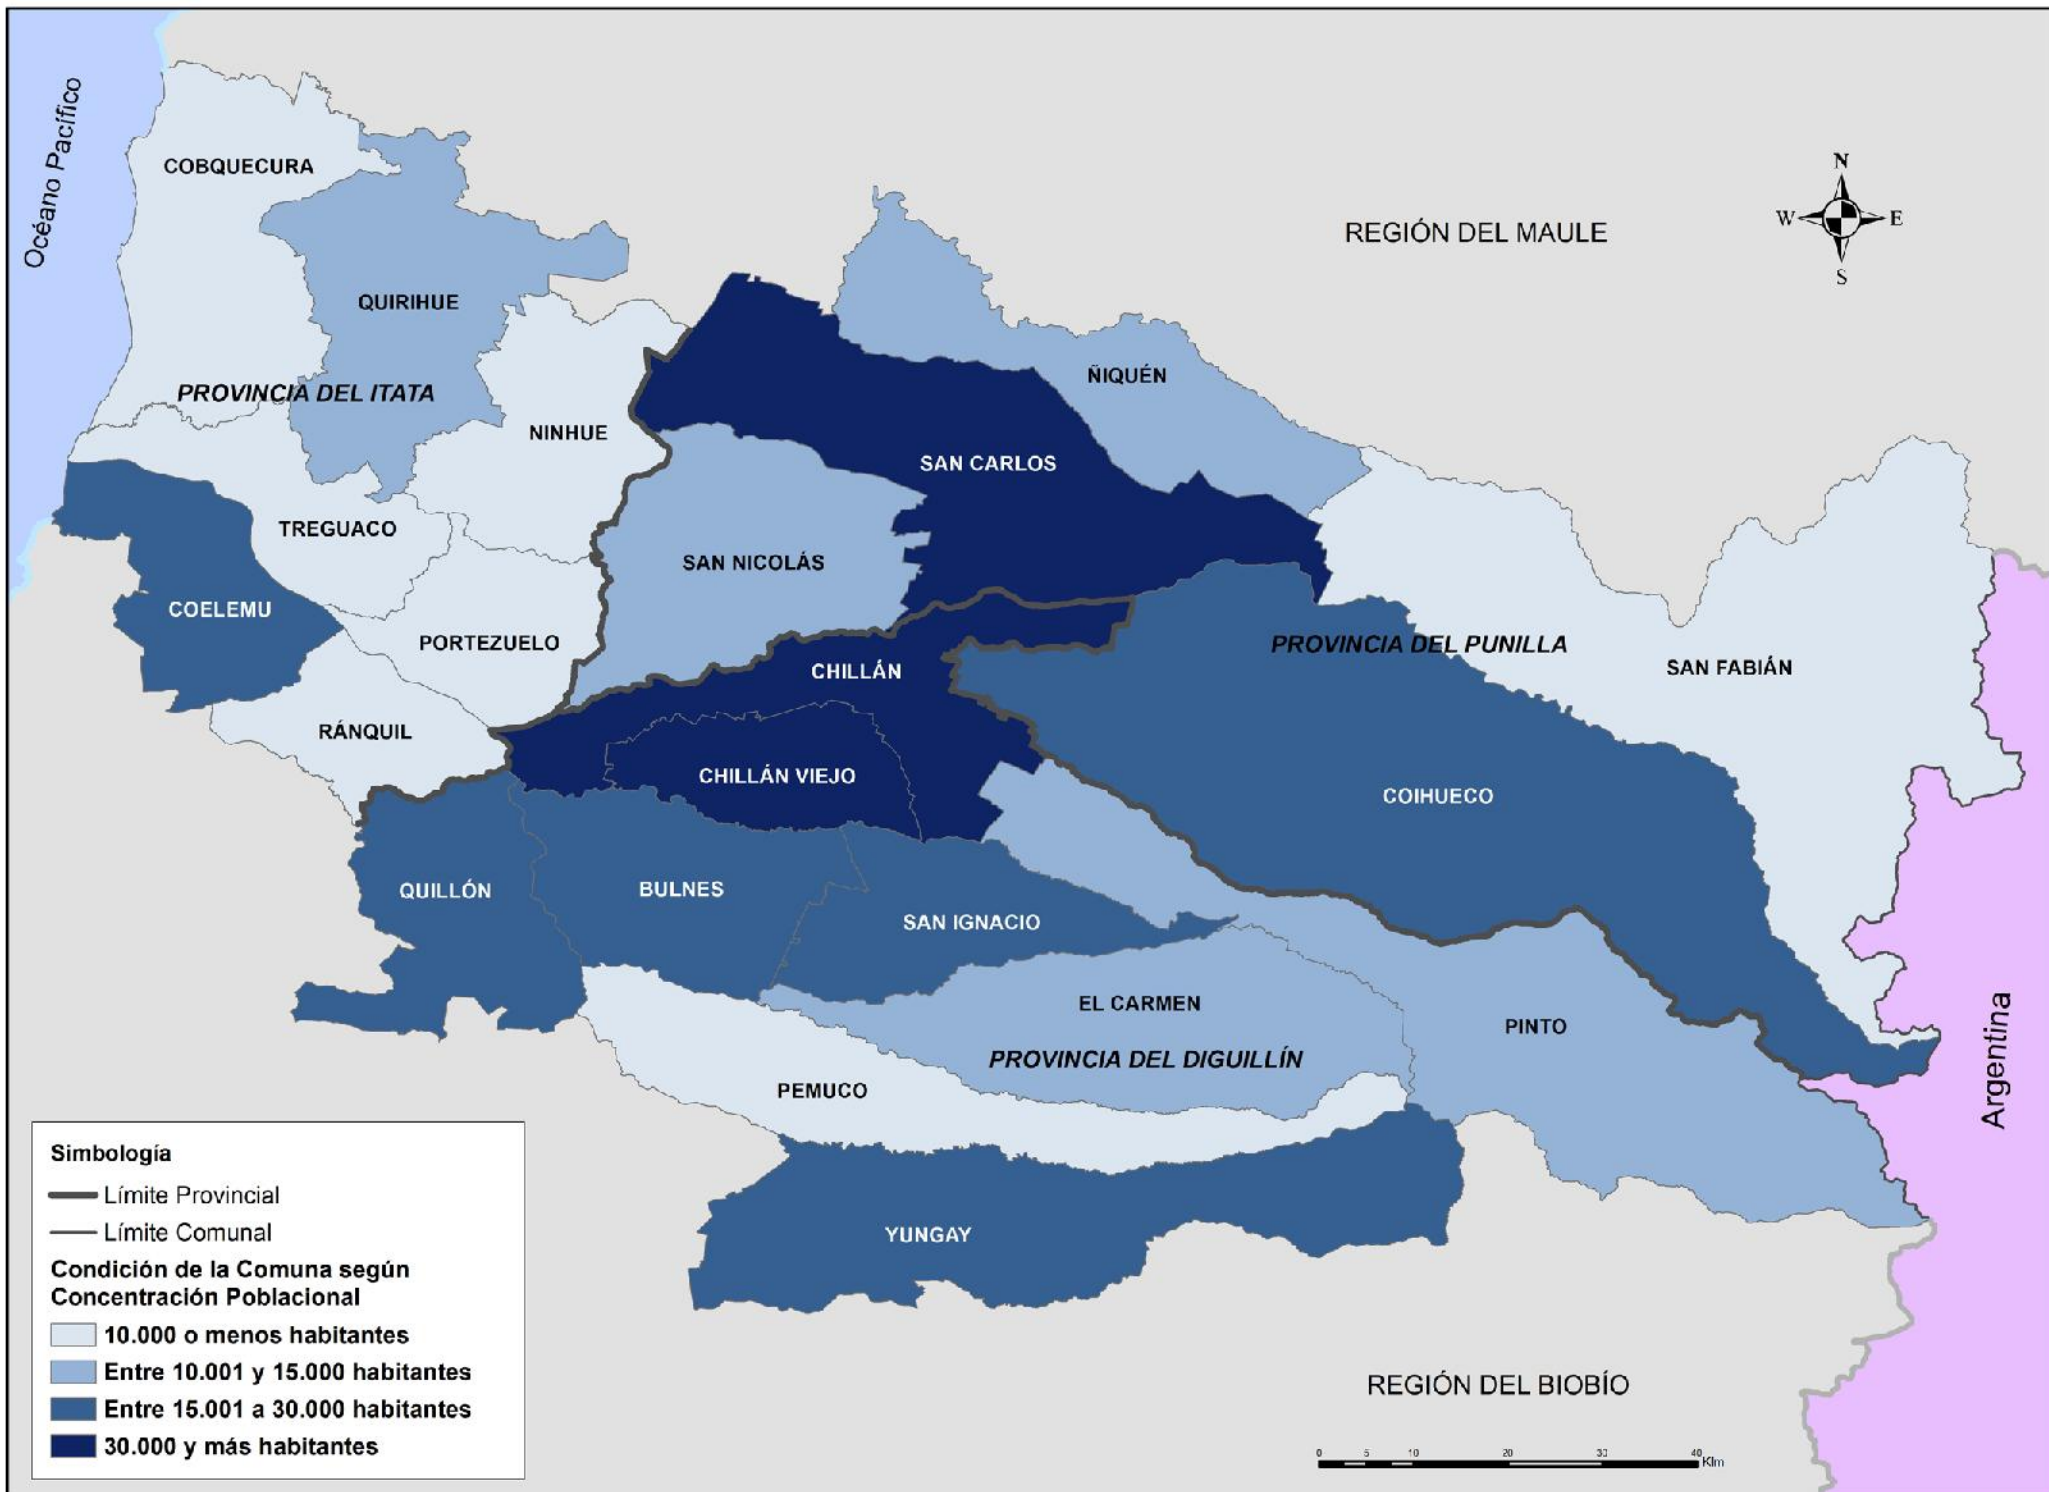 Océano Pacífico
COBQUECURA
QUIRIHUE
PROVINCIA DEL ITATA
NINHUE
TREGUACO
COELEMU
PORTEZUELO
RÁNQUIL
REGIÓN DEL MAULE
N
W
E
S
ÑIQUÉN
SAN CARLOS
SAN NICOLÁS
PROVINCIA DEL PUNILLA
SAN FABIÁN
CHILLÁN
CHILLÁN VIEJO
COIHUECO
QUILLÓN
BULNES
SAN IGNACIO
EL CARMEN
PINTO
PROVINCIA DEL DIGUILLÍN
PEMUCO
YUNGAY
Argentina
REGIÓN DEL BIOBÍO
Simbología
Límite Provincial
Límite Comunal
Condición de la Comuna según
Concentración Poblacional
10.000 o menos habitantes
Entre 10.001 y 15.000 habitantes
Entre 15.001 a 30.000 habitantes
30.000 y más habitantes
0 5 10 20 30 40
Klm